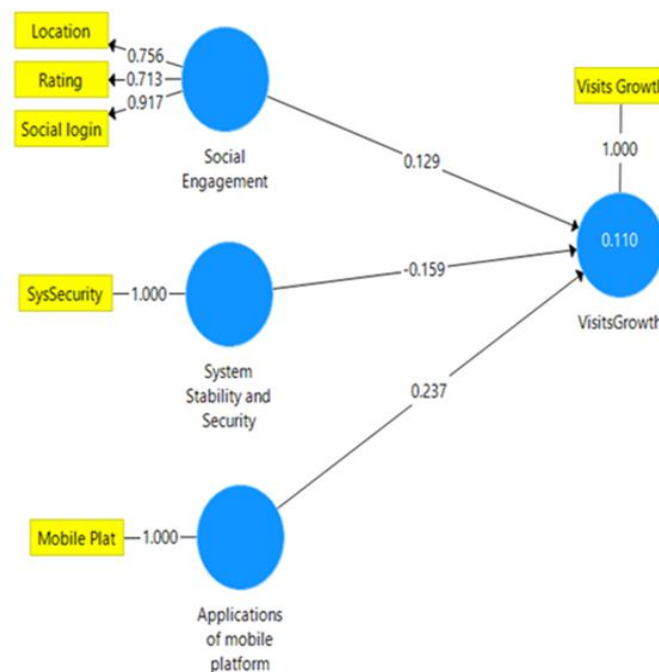 Location
0.756
Rating
0.713
Social login
0.917
Social
Engagement
0.129
Visits Growth
1.000
0.110
VisitsGrowth
SysSecurity
1.000
-0.159
System
Stability and
Security
0.237
Mobile Plat
1.000
Applications
of mobile
platform